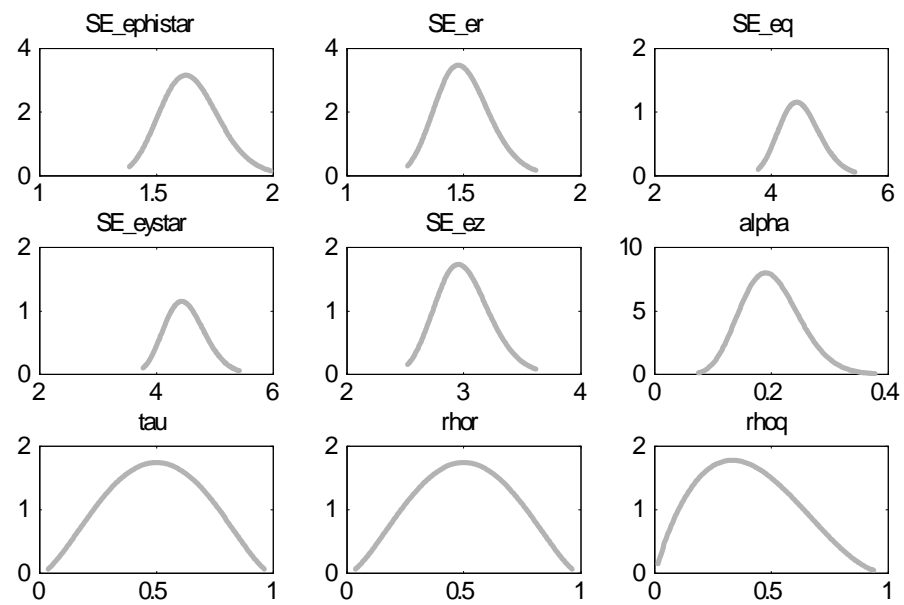 SE_ephistar SE_er SE_eq
4 4 2
2 2 1
0 0 0
1 1.5 2 1 1.5 2 2 4 6
SE_eystar SE_ez alpha
2 2 10
1 1 5
0 0 0
2 4 6 2 3 4 0 0.2 0.4
tau rhor rhoq
2 2 2
1 1 1
0 0 0
0 0.5 1 0 0.5 1 0 0.5 1